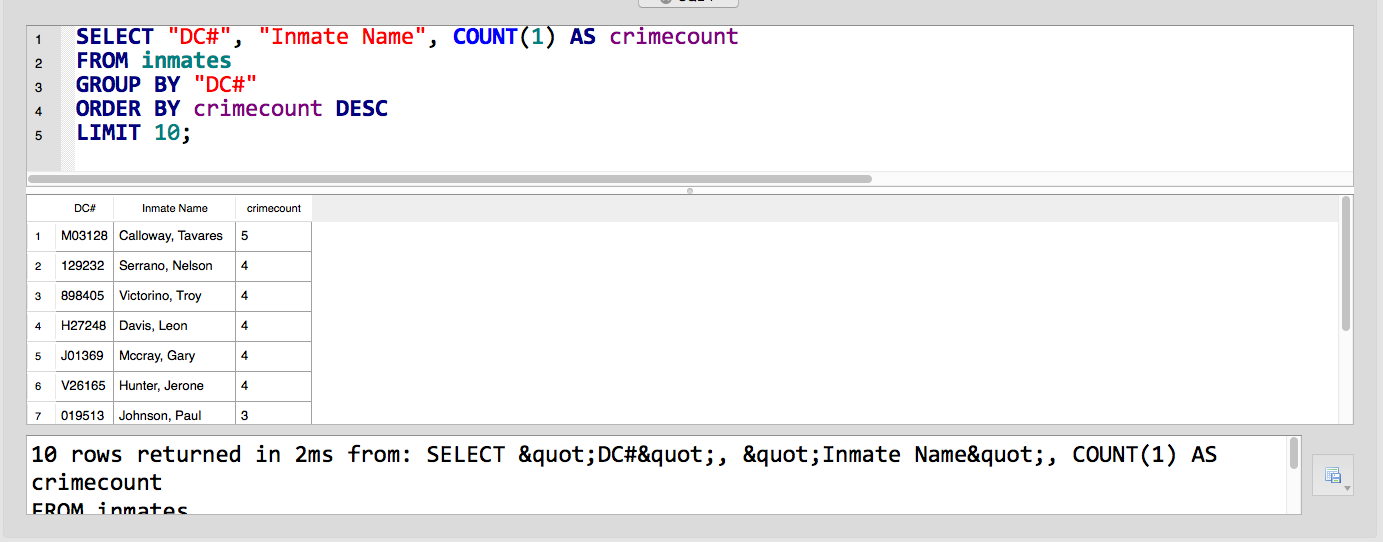 1 SELECT "DC#", "Inmate Name", COUNT(1) AS crimecount
2 FROM inmates
3 GROUP BY "DC#"
4 ORDER BY crimecount DESC
5 LIMIT 10;
DC# Inmate Name crimecount
1 M03128 Calloway, Tavares 5
2 129232 Serrano, Nelson 4
3 898405 Victorino, Troy 4
4 H27248 Davis, Leon 4
5 J01369 Mccray, Gary 4
6 V26165 Hunter, Jerone 4
7 019513 Johnson, Paul 3
10 rows returned in 2ms from: SELECT &quot;DC#&quot;, &quot;Inmate Name&quot;, COUNT(1) AS
crimecount
FROM inmates